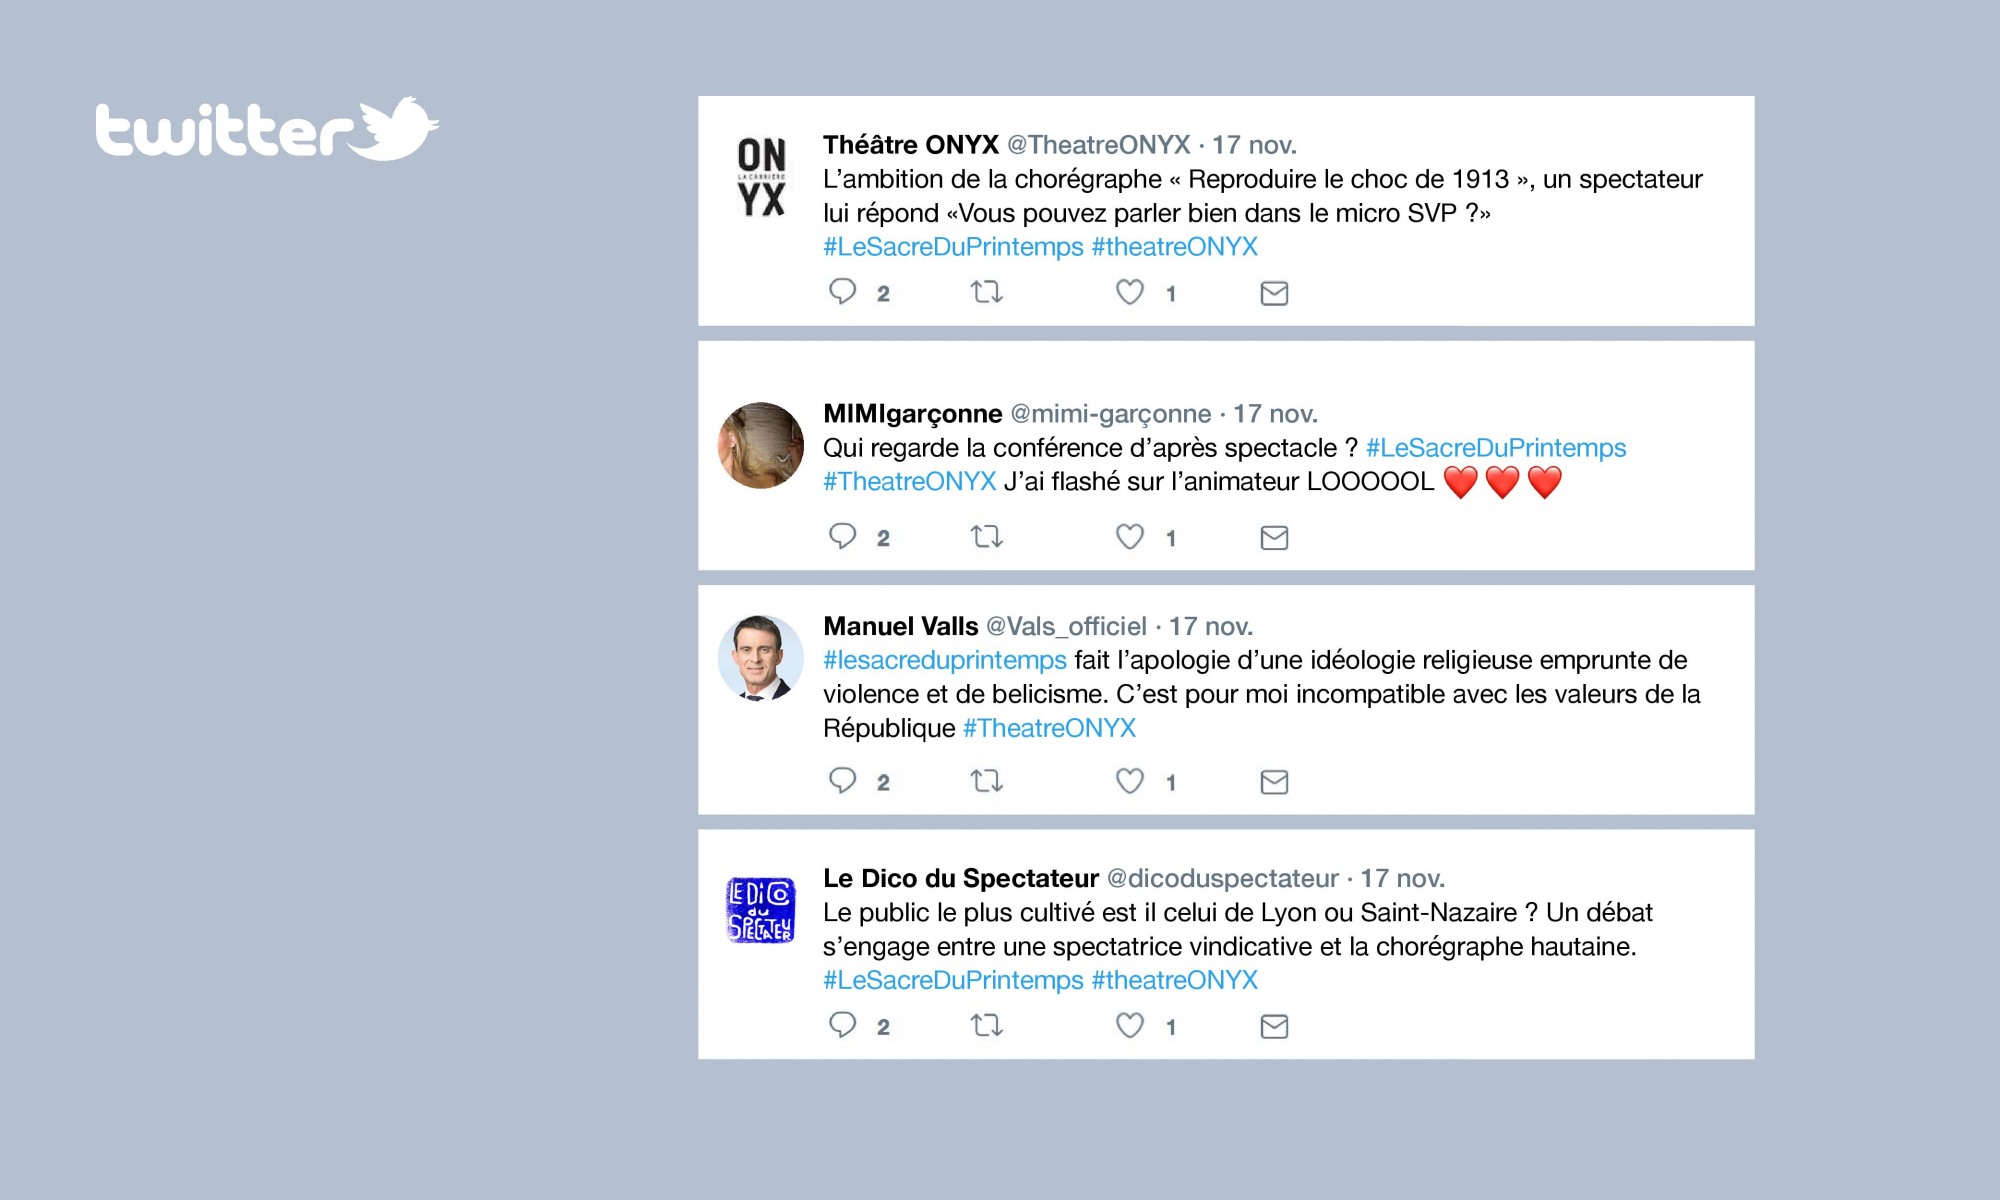 twitter
ON
LA CARRIÈRE
YX
Théâtre ONYX @TheatreONYX · 17 nov.
L’ambition de la chorégraphe « Reproduire le choc de 1913 », un spectateur
lui répond «Vous pouvez parler bien dans le micro SVP ?»
#LeSacreDuPrintemps #theatreONYX
2 1
MIMIgarçonne @mimi-garçonne · 17 nov.
Qui regarde la conférence d’après spectacle ? #LeSacreDuPrintemps
#TheatreONYX J’ai flashé sur l’animateur LOOOOOL ❤️ ❤️ ❤️
2 1
Manuel Valls @Vals_officiel · 17 nov.
#lesacreduprintemps fait l’apologie d’une idéologie religieuse emprunte de
violence et de belicisme. C’est pour moi incompatible avec les valeurs de la
République #TheatreONYX
2 1
LE DiCO
du
SPECTATEUR
Le Dico du Spectateur @dicoduspectateur · 17 nov.
Le public le plus cultivé est il celui de Lyon ou Saint-Nazaire ? Un débat
s’engage entre une spectatrice vindicative et la chorégraphe hautaine.
#LeSacreDuPrintemps #theatreONYX
2 1